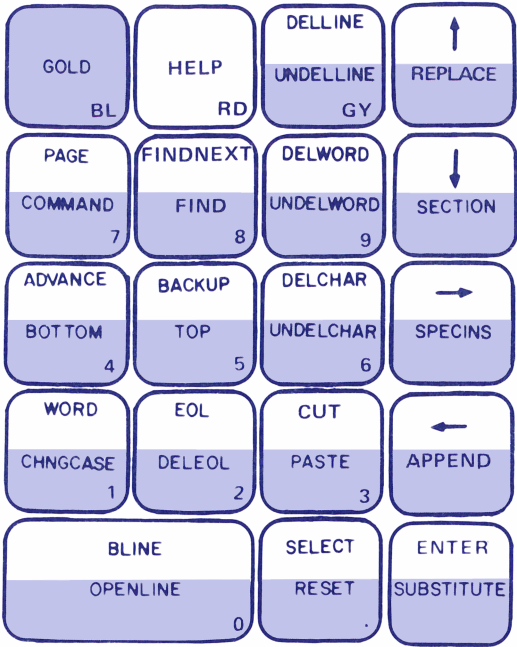 GOLD
BL
HELP
RD
DELLINE
UNDELLINE
GY
↑
REPLACE
PAGE
COMMAND
7
FINDNEXT
FIND
8
DELWORD
UNDELWORD
9
↓
SECTION
ADVANCE
BOTTOM
4
BACKUP
TOP
5
DELCHAR
UNDELCHAR
6
→
SPECINS
WORD
CHNGCASE
1
EOL
DELEOL
2
CUT
PASTE
3
←
APPEND
BLINE
OPENLINE
0
SELECT
RESET
.
ENTER
SUBSTITUTE